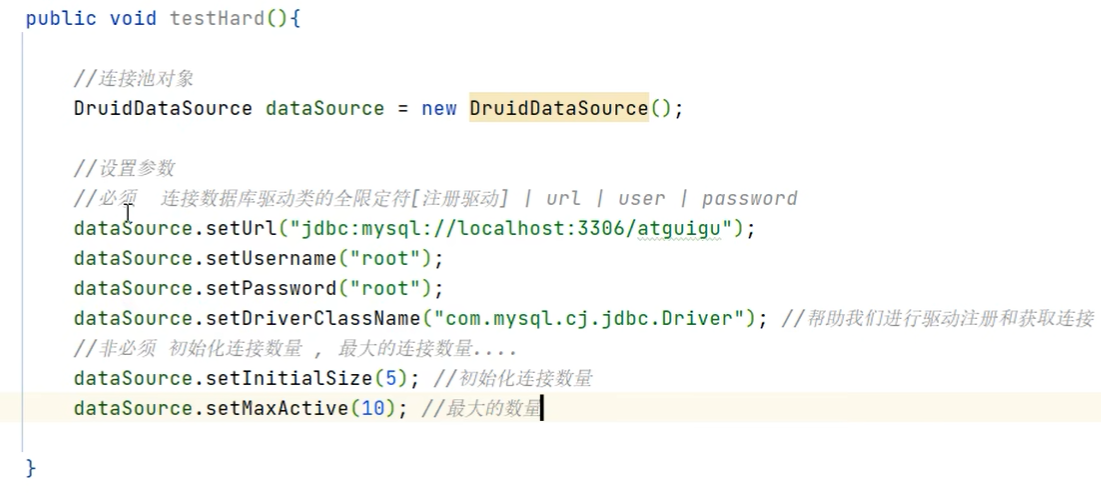 public void testHard(){
//连接池对象
DruidDataSource dataSource = new DruidDataSource();
//设置参数
//必须  连接数据库驱动类的全限定符[注册驱动] | url | user | password
dataSource.setUrl("jdbc:mysql://localhost:3306/atguigu");
dataSource.setUsername("root");
dataSource.setPassword("root");
dataSource.setDriverClassName("com.mysql.cj.jdbc.Driver"); //帮助我们进行驱动注册和获取连接
//非必须 初始化连接数量 , 最大的连接数量....
dataSource.setInitialSize(5); //初始化连接数量
dataSource.setMaxActive(10); //最大的数量
}